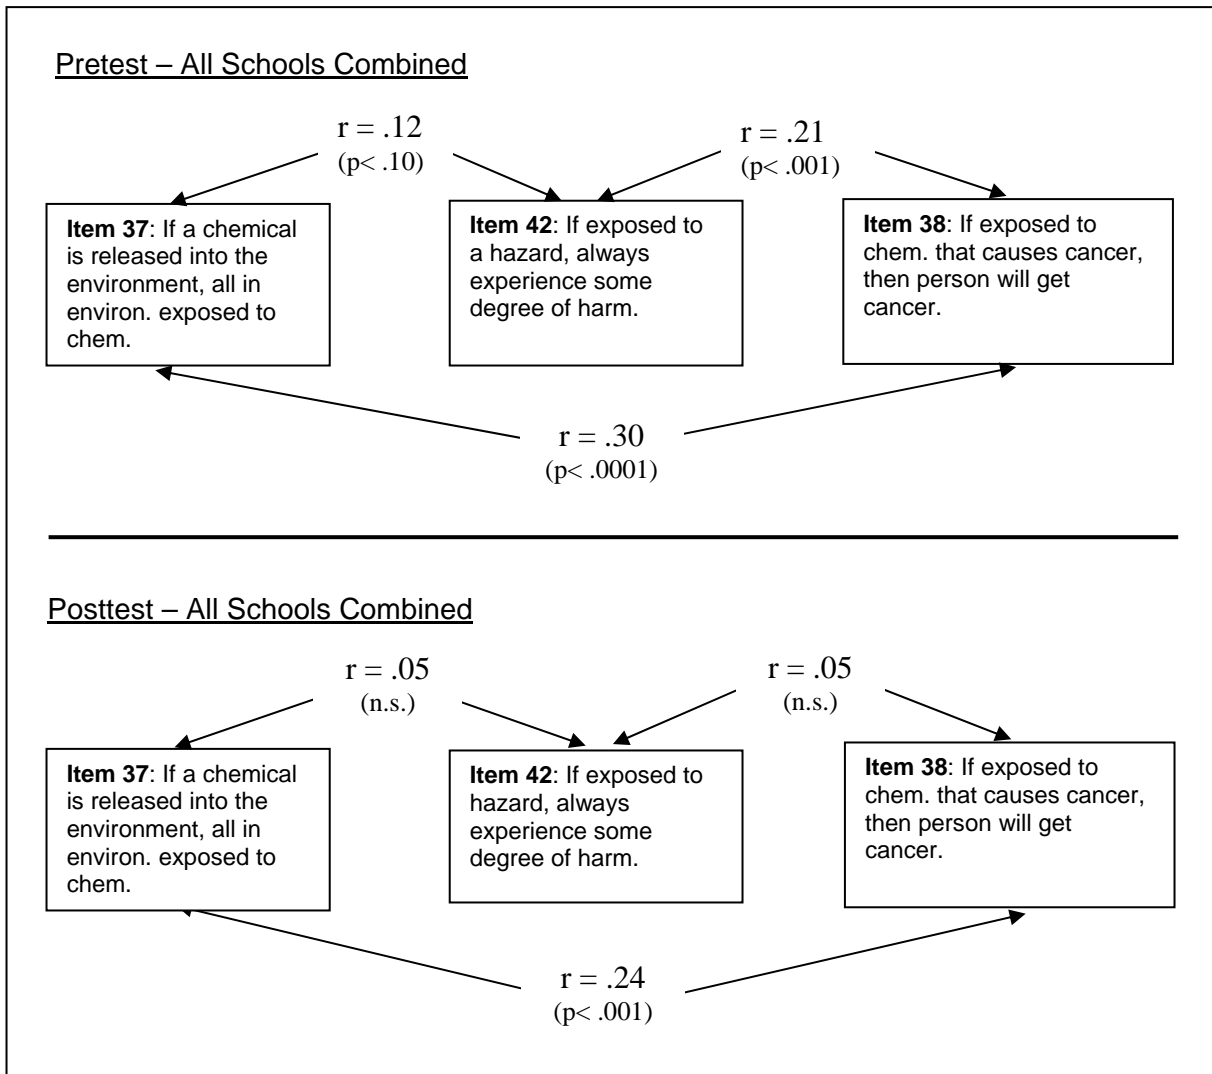 Pretest – All Schools Combined
r = .12
(p< .10)
r = .21
(p< .001)
Item 37: If a chemical
is released into the
environment, all in
environ. exposed to
chem.
Item 42: If exposed to
a hazard, always
experience some
degree of harm.
Item 38: If exposed to
chem. that causes cancer,
then person will get
cancer.
r = .30
(p< .0001)
Posttest – All Schools Combined
r = .05
(n.s.)
r = .05
(n.s.)
Item 37: If a chemical
is released into the
environment, all in
environ. exposed to
chem.
Item 42: If exposed to
hazard, always
experience some
degree of harm.
Item 38: If exposed to
chem. that causes cancer,
then person will get
cancer.
r = .24
(p< .001)